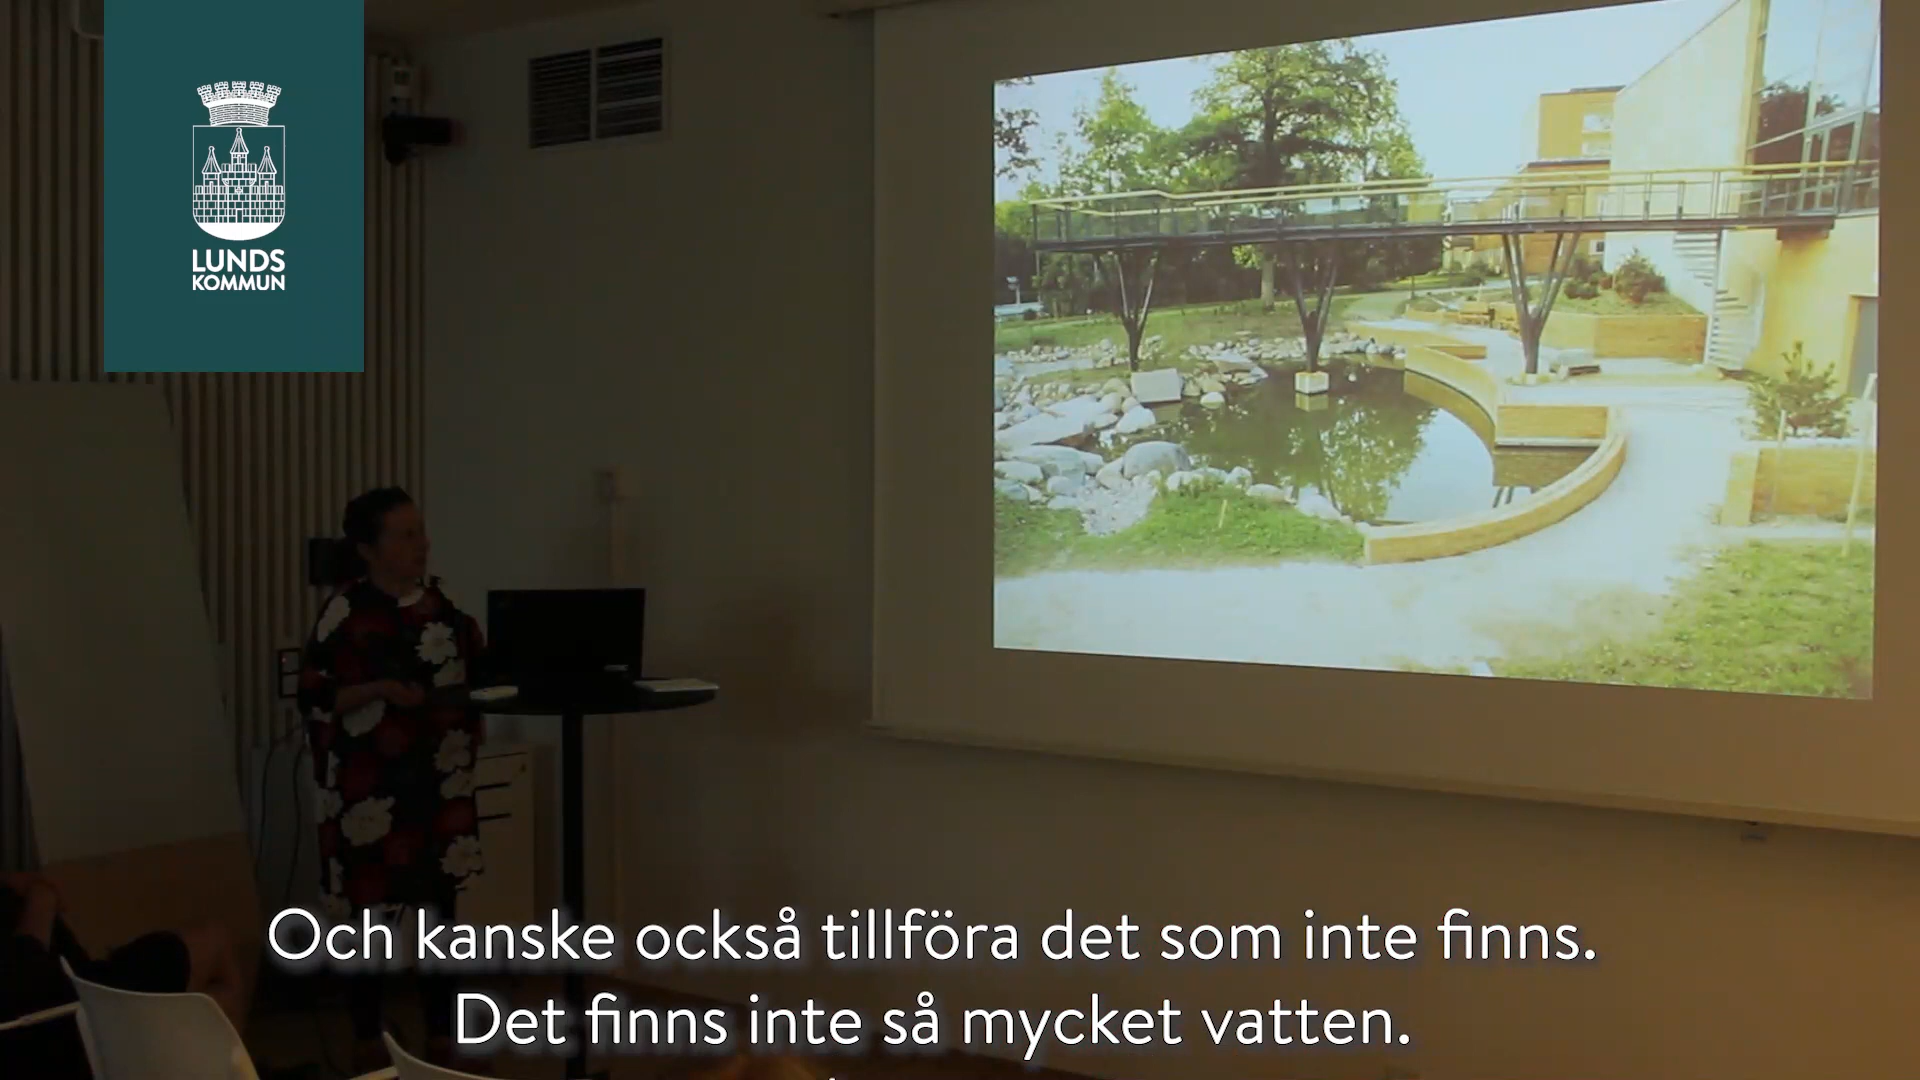 LUNDS
KOMMUN
Och kanske också tillföra det som inte finns.
Det finns inte så mycket vatten.